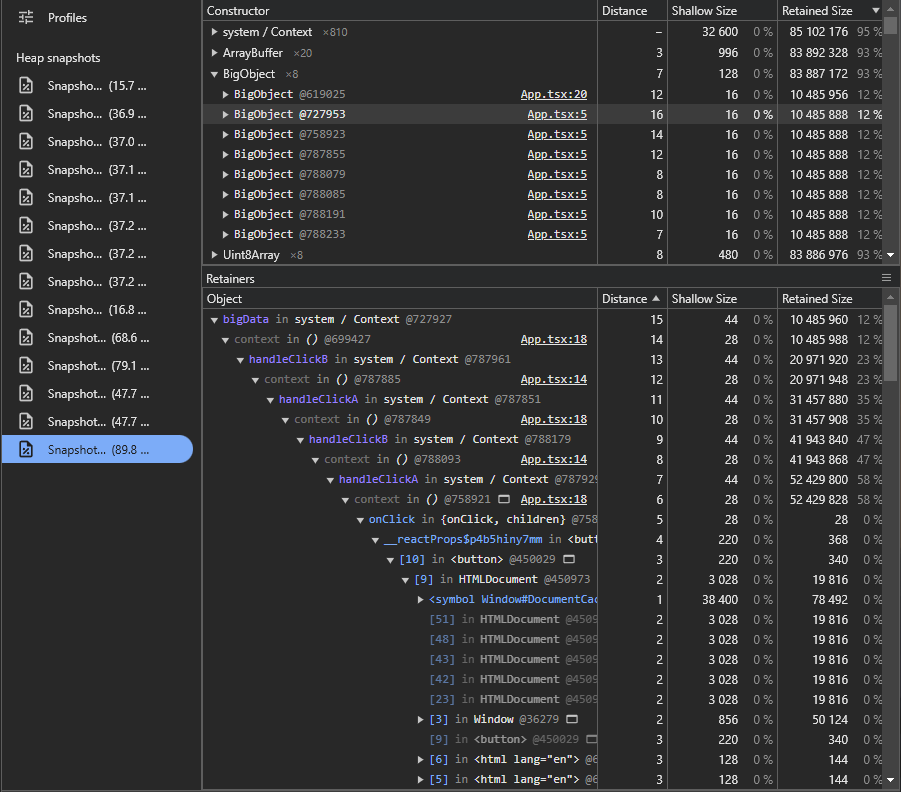 Profiles
Heap snapshots
Snapsho... (15.7 ...
Snapsho... (36.9 ...
Snapsho... (37.0 ...
Snapsho... (37.1 ...
Snapsho... (37.1 ...
Snapsho... (37.2 ...
Snapsho... (37.2 ...
Snapsho... (37.2 ...
Snapsho... (16.8 ...
Snapshot... (68.6 ...
Snapshot... (79.1 ...
Snapshot... (47.7 ...
Snapshot... (47.7 ...
Snapshot... (89.8 ...
Constructor Distance Shallow Size Retained Size ▼
▶ system / Context ×810 – 32 600 0 % 85 102 176 95 %
▶ ArrayBuffer ×20 3 996 0 % 83 892 328 93 %
▼ BigObject ×8 7 128 0 % 83 887 172 93 %
▶ BigObject @619025 App.tsx:20 12 16 0 % 10 485 956 12 %
▶ BigObject @727953 App.tsx:5 16 16 0 % 10 485 888 12 %
▶ BigObject @758923 App.tsx:5 14 16 0 % 10 485 888 12 %
▶ BigObject @787855 App.tsx:5 12 16 0 % 10 485 888 12 %
▶ BigObject @788079 App.tsx:5 8 16 0 % 10 485 888 12 %
▶ BigObject @788085 App.tsx:5 8 16 0 % 10 485 888 12 %
▶ BigObject @788191 App.tsx:5 10 16 0 % 10 485 888 12 %
▶ BigObject @788233 App.tsx:5 7 16 0 % 10 485 888 12 %
▶ Uint8Array ×8 8 480 0 % 83 886 976 93 %
Retainers
Object Distance ▲ Shallow Size Retained Size
▼ bigData in system / Context @727927 15 44 0 % 10 485 960 12 %
▼ context in () @699427 App.tsx:18 14 28 0 % 10 485 988 12 %
▼ handleClickB in system / Context @787961 13 44 0 % 20 971 920 23 %
▼ context in () @787885 App.tsx:14 12 28 0 % 20 971 948 23 %
▼ handleClickA in system / Context @787851 11 44 0 % 31 457 880 35 %
▼ context in () @787849 App.tsx:18 10 28 0 % 31 457 908 35 %
▼ handleClickB in system / Context @788179 9 44 0 % 41 943 840 47 %
▼ context in () @788093 App.tsx:14 8 28 0 % 41 943 868 47 %
▼ handleClickA in system / Context @787929 7 44 0 % 52 429 800 58 %
▼ context in () @758921 App.tsx:18 6 28 0 % 52 429 828 58 %
▼ onClick in {onClick, children} @758 5 28 0 % 28 0 %
▼ __reactProps$p4b5hiny7mm in <butt 4 220 0 % 368 0 %
▼ [10] in <button> @450029 3 220 0 % 340 0 %
▼ [9] in HTMLDocument @450973 2 3 028 0 % 19 816 0 %
▶ <symbol Window#DocumentCac 1 38 400 0 % 78 492 0 %
[51] in HTMLDocument @4509 2 3 028 0 % 19 816 0 %
[48] in HTMLDocument @4509 2 3 028 0 % 19 816 0 %
[43] in HTMLDocument @4509 2 3 028 0 % 19 816 0 %
[42] in HTMLDocument @4509 2 3 028 0 % 19 816 0 %
[23] in HTMLDocument @4509 2 3 028 0 % 19 816 0 %
▶ [3] in Window @36279 2 856 0 % 50 124 0 %
[9] in <button> @450029 3 220 0 % 340 0 %
▶ [6] in <html lang="en"> @6 3 128 0 % 144 0 %
▶ [5] in <html lang="en"> @6 3 128 0 % 144 0 %